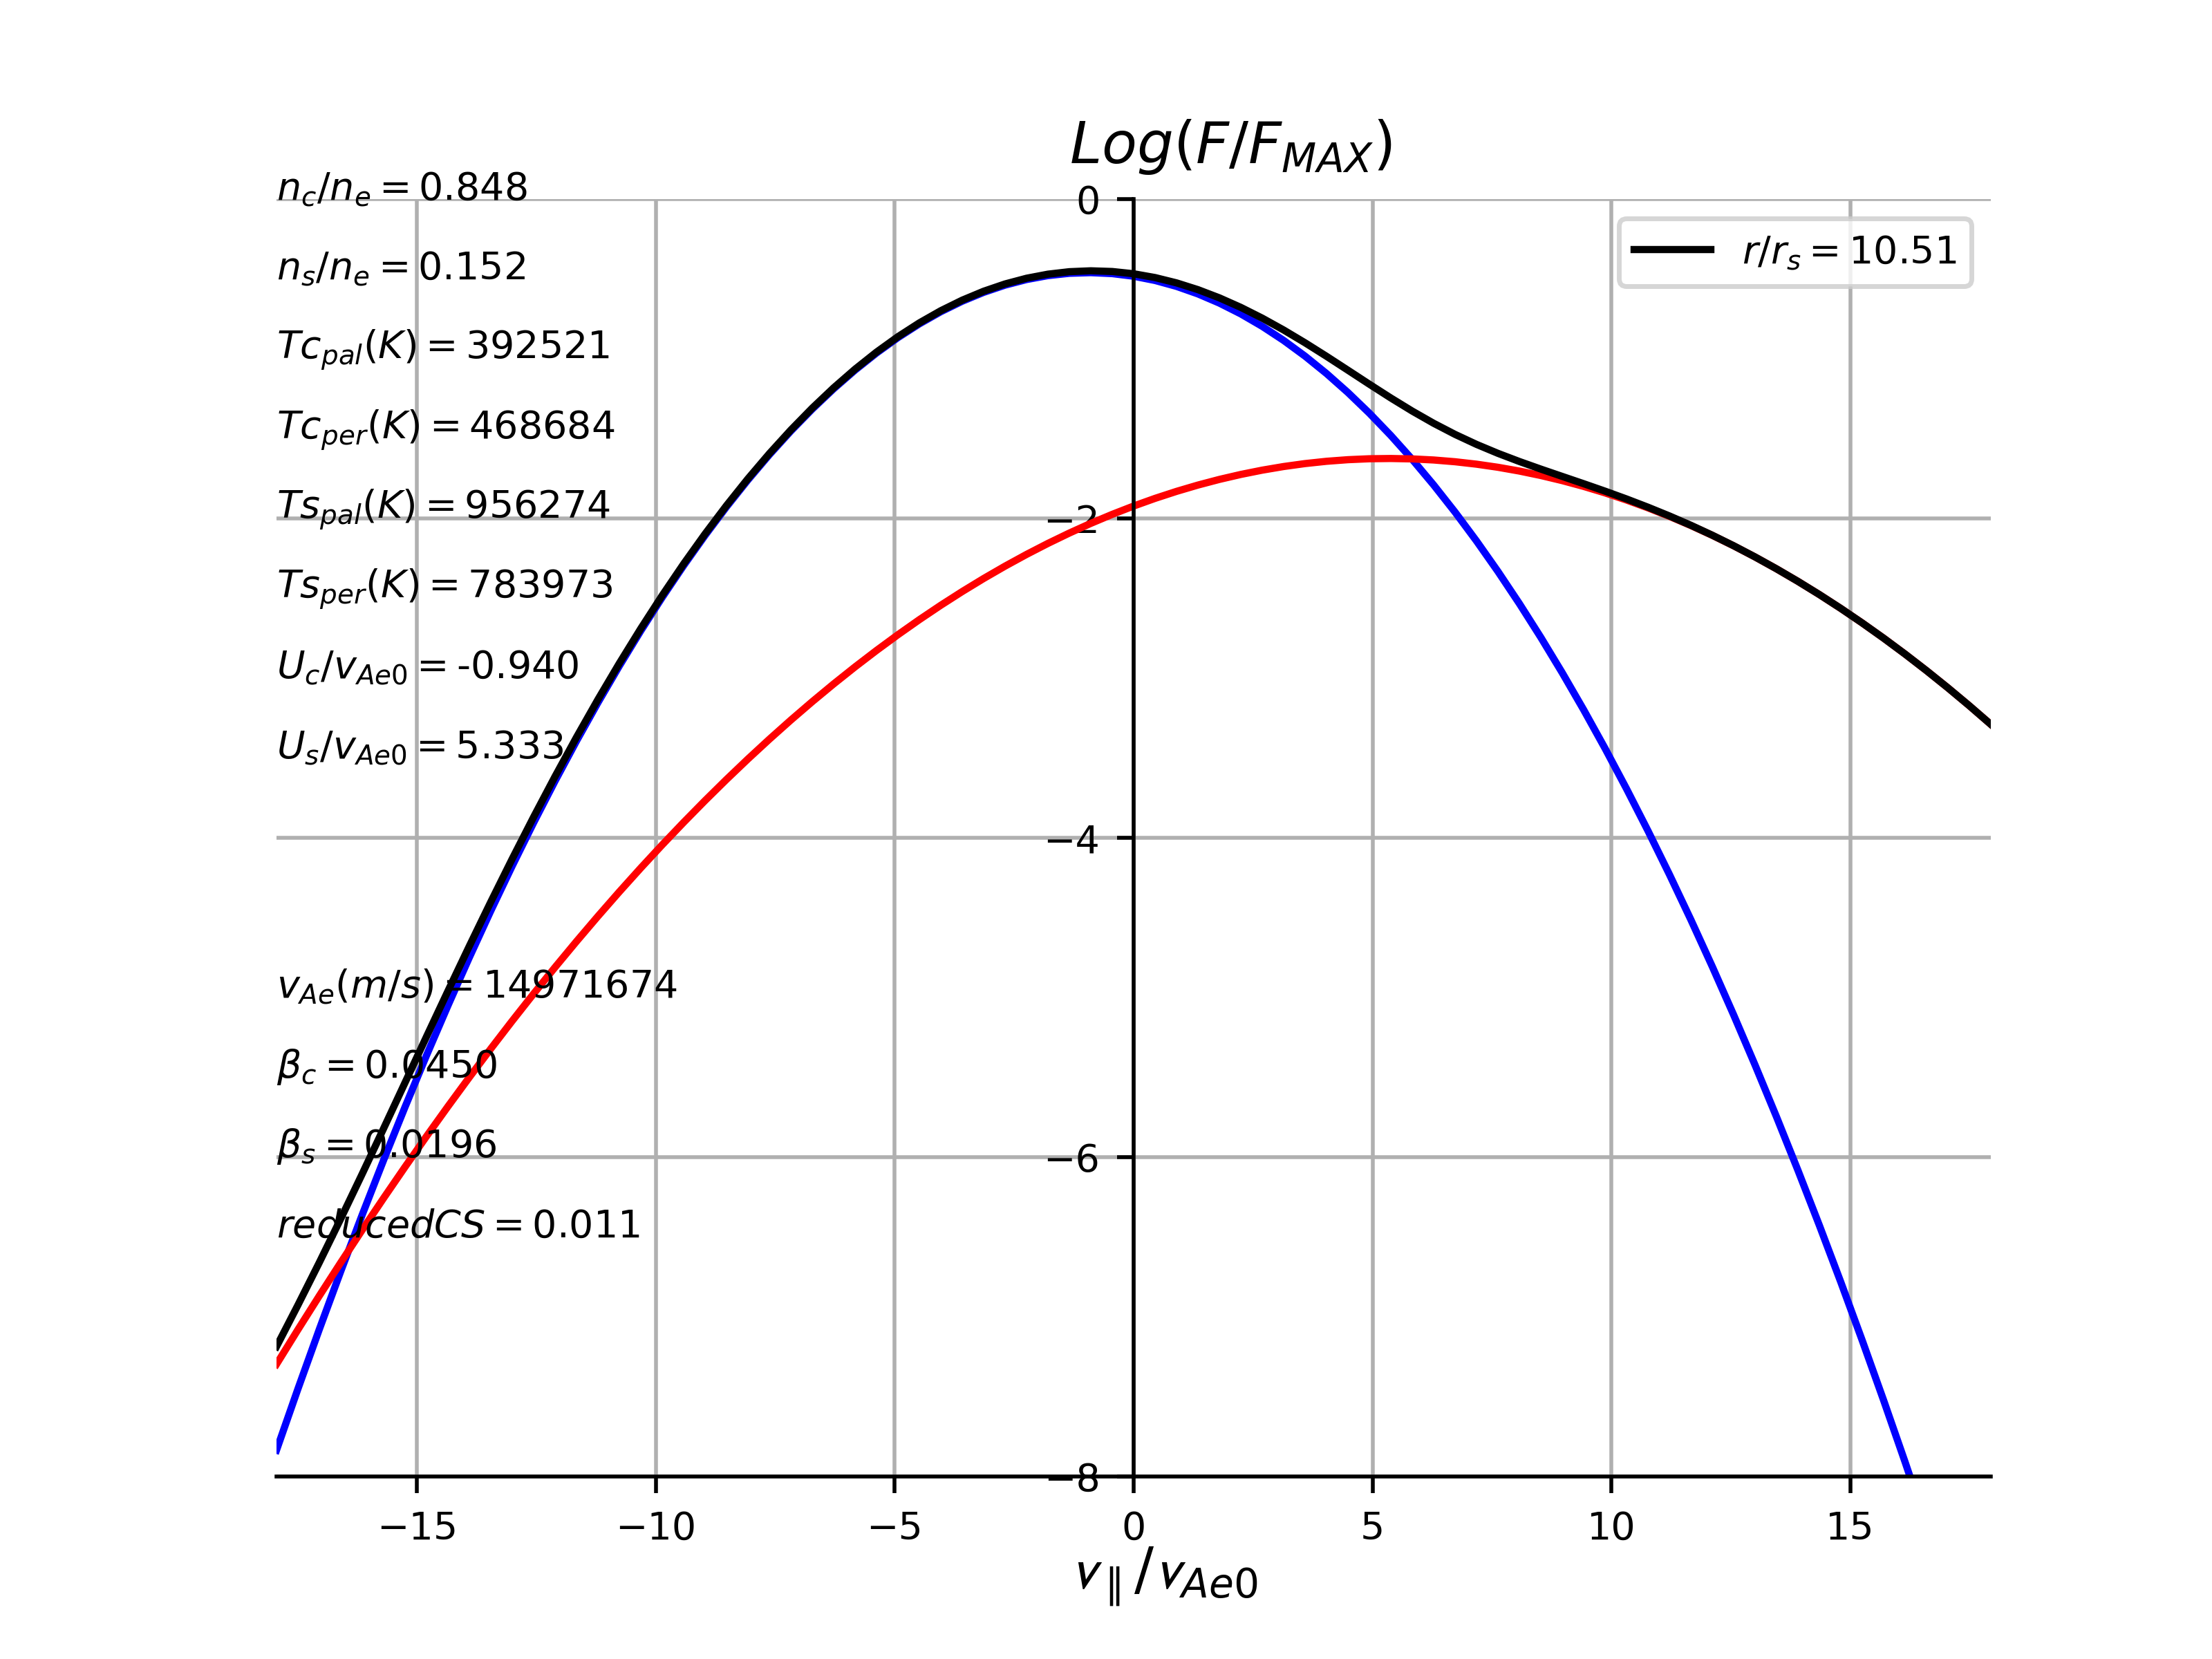 Log(F/F_MAX)
n_c/n_e = 0.848
0
r/r_s = 10.51
n_s/n_e = 0.152
Tc_pal(K) = 392521
Tc_per(K) = 468684
Ts_pal(K) = 956274
−2
Ts_per(K) = 783973
U_c/v_Ae0 = -0.940
U_s/v_Ae0 = 5.333
−4
v_Ae(m/s) = 14971674
β_c = 0.0450
β_s = 0.0196
−6
reducedCS = 0.011
−8
−15 −10 −5 0 5 10 15
v_∥/v_Ae0